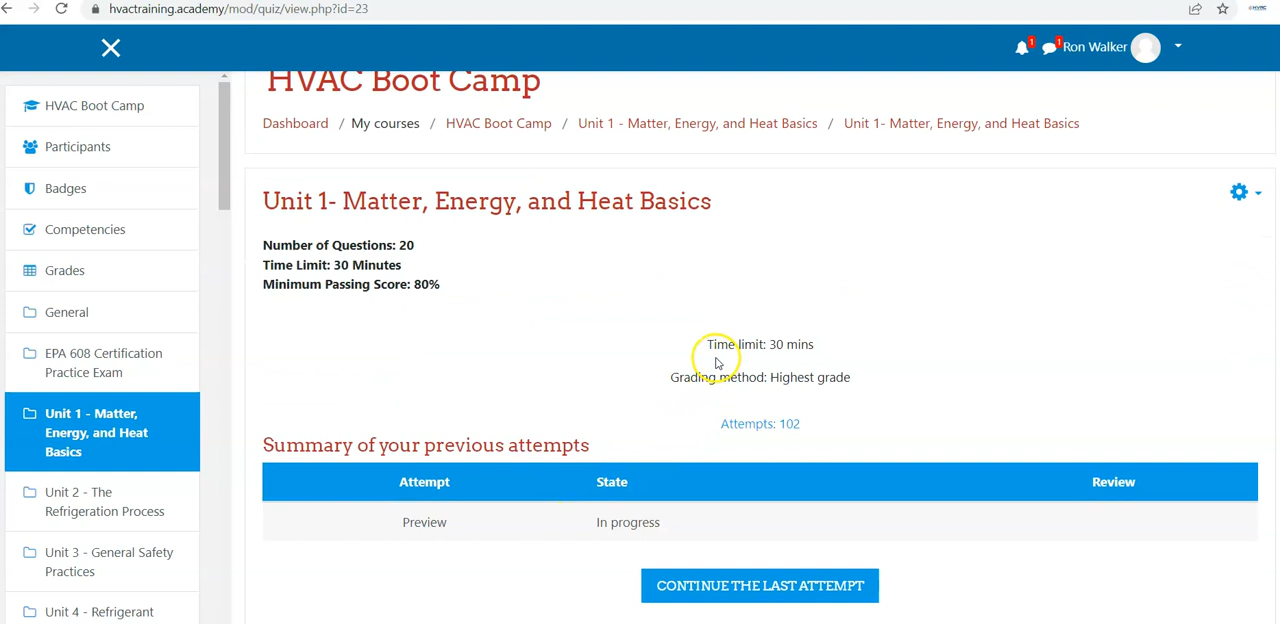 hvactraining.academy/mod/quiz/view.php?id=23
HVAC
1
1
Ron Walker
HVAC Boot Camp
Participants
Badges
Competencies
Grades
General
EPA 608 Certification
Practice Exam
Unit 1 - Matter,
Energy, and Heat
Basics
Unit 2 - The
Refrigeration Process
Unit 3 - General Safety
Practices
Unit 4 - Refrigerant
HVAC Boot Camp
Dashboard / My courses / HVAC Boot Camp / Unit 1 - Matter, Energy, and Heat Basics / Unit 1- Matter, Energy, and Heat Basics
Unit 1- Matter, Energy, and Heat Basics
Number of Questions: 20
Time Limit: 30 Minutes
Minimum Passing Score: 80%
Time limit: 30 mins
Grading method: Highest grade
Attempts: 102
Summary of your previous attempts
Attempt State Review
Preview In progress
CONTINUE THE LAST ATTEMPT